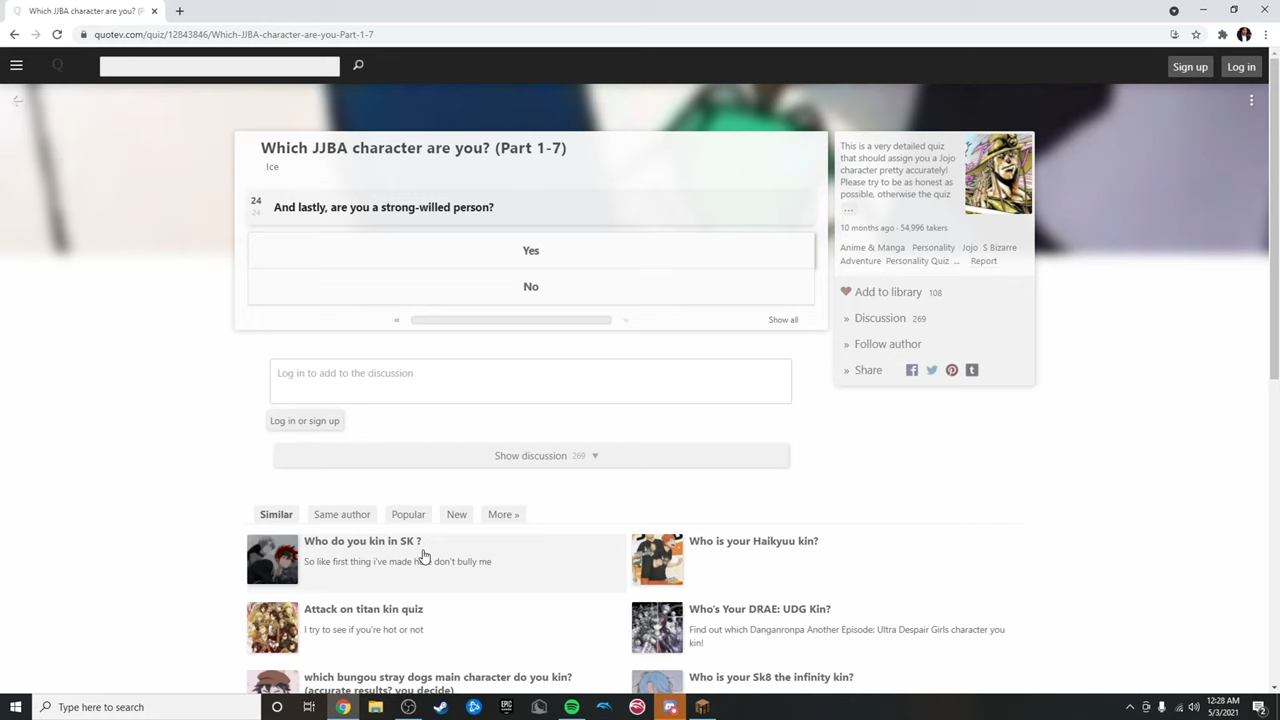 Which JJBA character are you? (P
quotev.com/quiz/12843846/Which-JJBA-character-are-you-Part-1-7
Q
Sign up
Log in
Which JJBA character are you? (Part 1-7)
Ice
24
24
And lastly, are you a strong-willed person?
Yes
No
«
»
Show all
This is a very detailed quiz
that should assign you a Jojo
character pretty accurately!
Please try to be as honest as
possible, otherwise the quiz
...
10 months ago · 54,996 takers
Anime & Manga Personality Jojo S Bizarre
Adventure Personality Quiz ... Report
Add to library 108
» Discussion 269
» Follow author
» Share
Log in to add to the discussion
Log in or sign up
Show discussion 269 ▼
Similar
Same author
Popular
New
More »
Who do you kin in SK ?
So like first thing i've made h don't bully me
Who is your Haikyuu kin?
Attack on titan kin quiz
I try to see if you're hot or not
Who's Your DRAE: UDG Kin?
Find out which Danganronpa Another Episode: Ultra Despair Girls character you
kin!
which bungou stray dogs main character do you kin?
(accurate results? you decide)
Who is your Sk8 the infinity kin?
Type here to search
EPIC
12:28 AM
5/3/2021
2